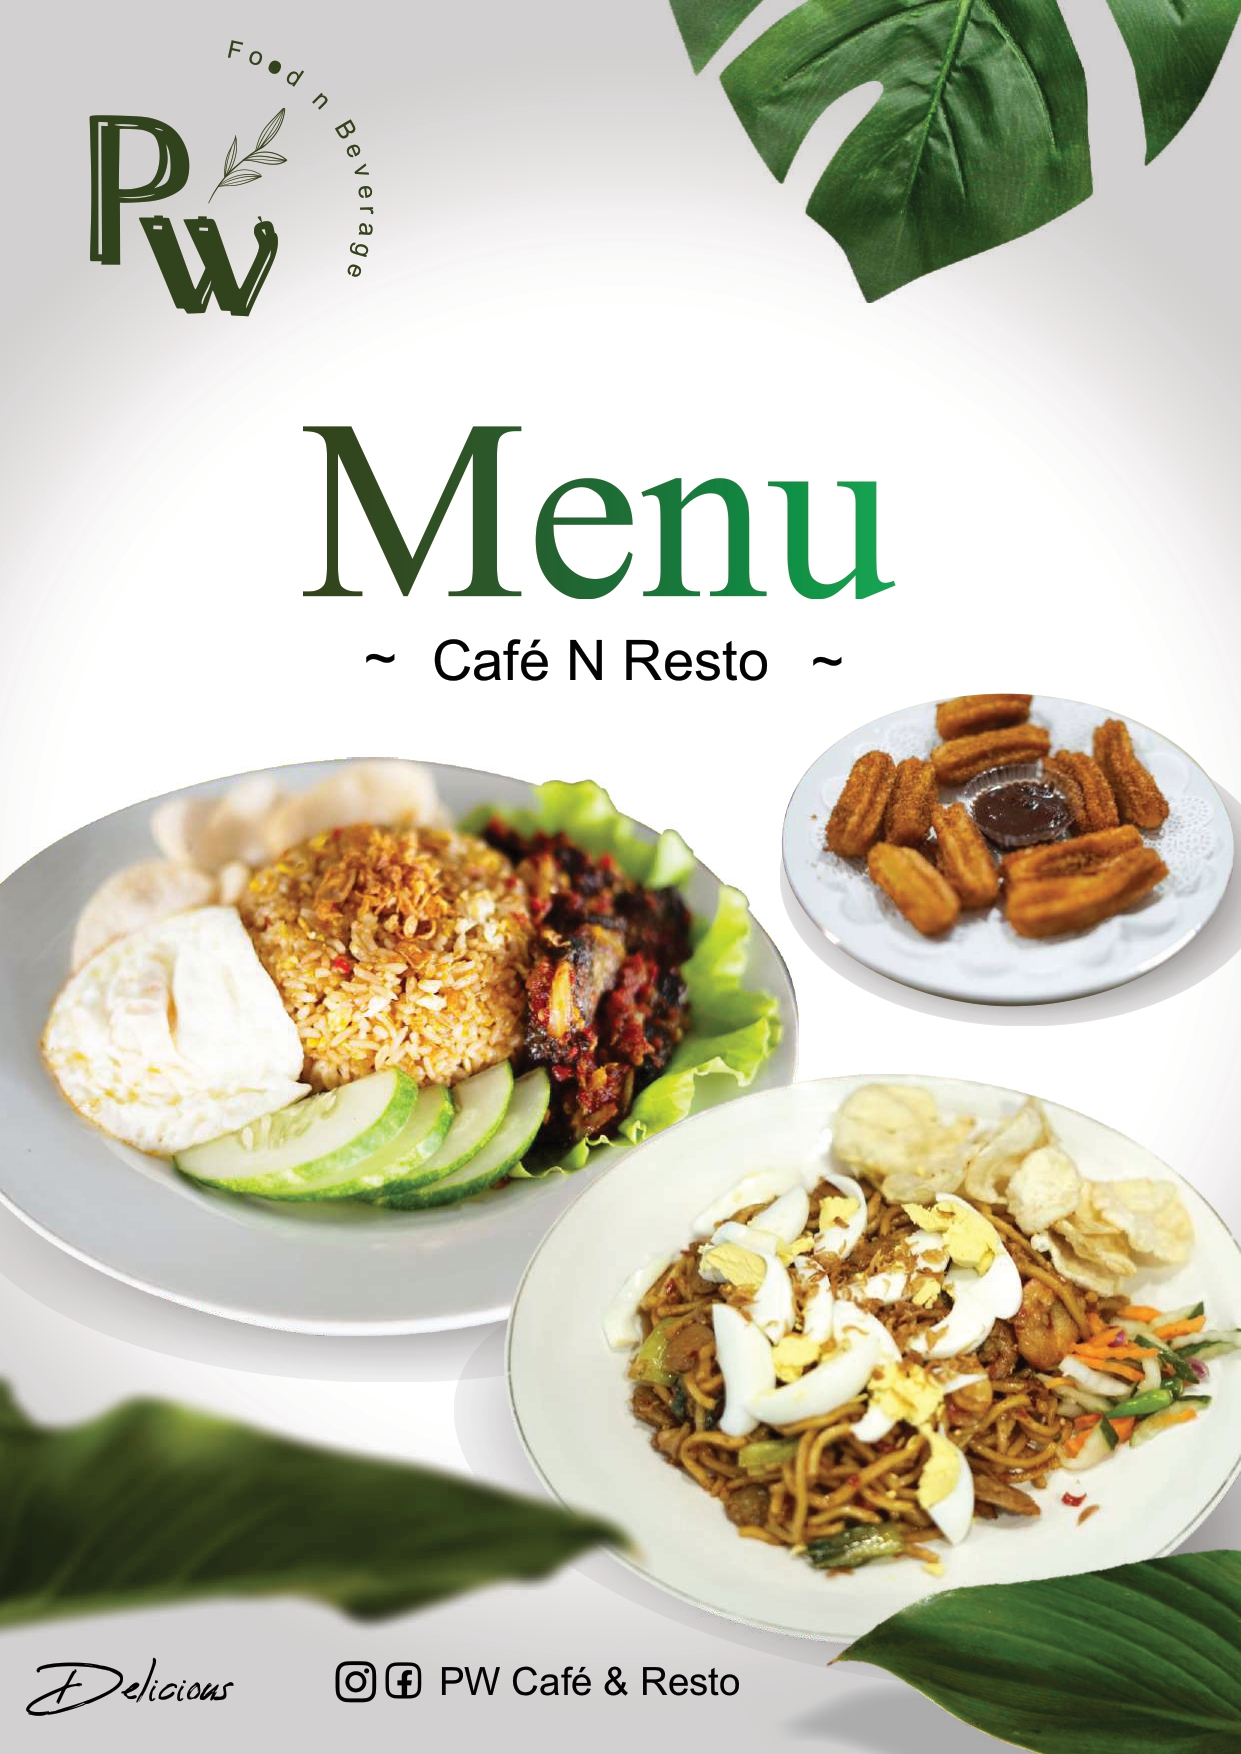 Food n Beverage
PW
Menu
~ Café N Resto ~
Delicious
PW Café & Resto